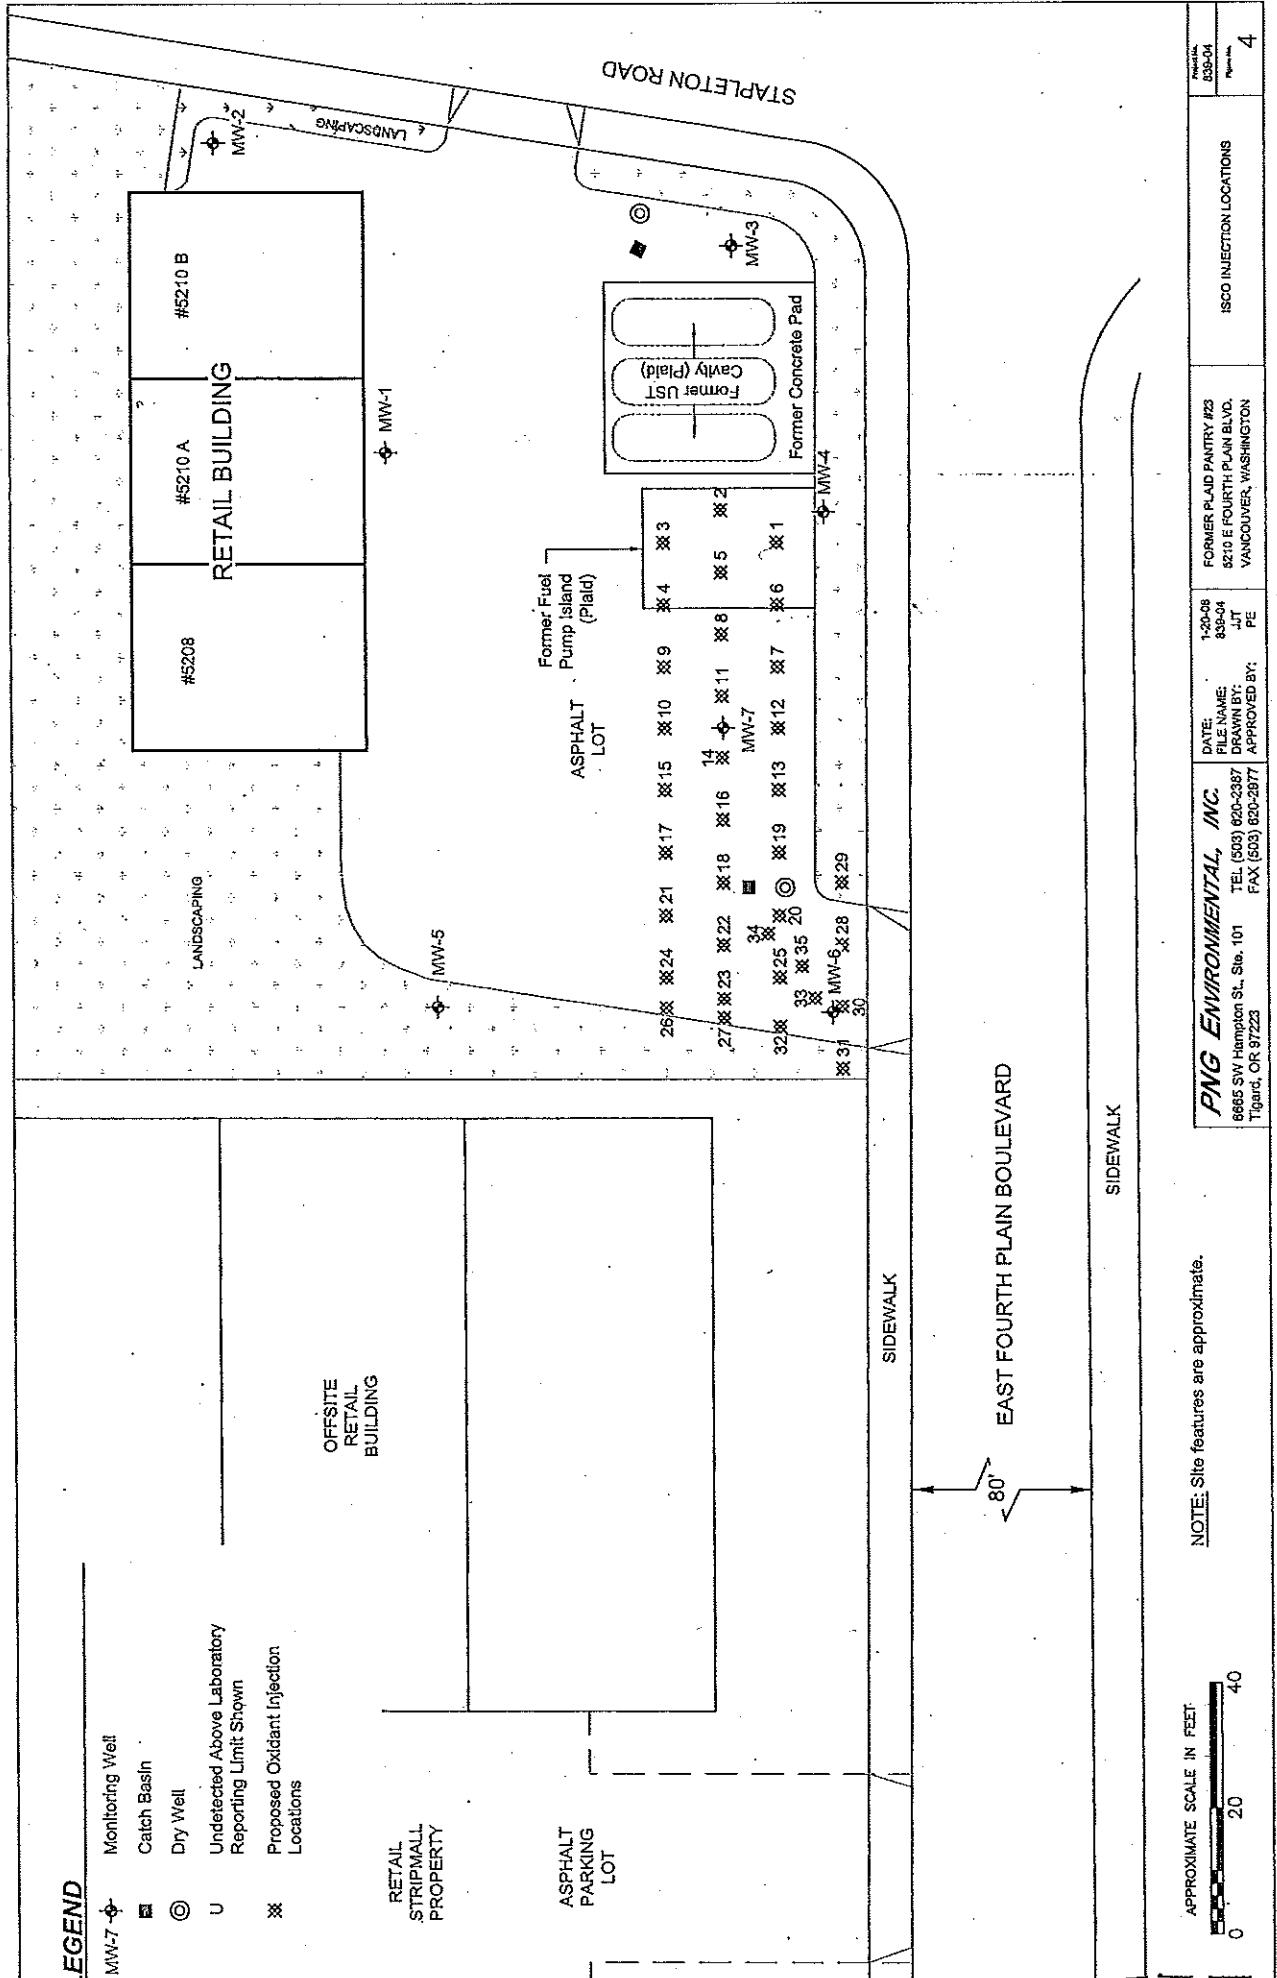 LEGEND
MW-7
Monitoring Well
Catch Basin
Dry Well
U
Undetected Above Laboratory
Reporting Limit Shown
Proposed Oxidant Injection
Locations
RETAIL
STRIPMALL
PROPERTY
ASPHALT
PARKING
LOT
OFFSITE
RETAIL
BUILDING
LANDSCAPING
#5208
#5210 A
#5210 B
RETAIL BUILDING
MW-1
MW-2
LANDSCAPING
STAPLETON ROAD
MW-5
ASPHALT
LOT
Former Fuel
Pump Island
(Plaid)
Former UST
Cavity (Plaid)
Former Concrete Pad
MW-3
MW-4
26
24
21
17
15
10
9
4
3
27
23
22
18
16
14
11
8
5
2
MW-7
32
25
34
20
19
13
12
7
6
1
33
35
MW-6
31
30
28
29
SIDEWALK
EAST FOURTH PLAIN BOULEVARD
80'
SIDEWALK
NOTE: Site features are approximate.
APPROXIMATE SCALE IN FEET
0
20
40
PNG ENVIRONMENTAL, INC.
6665 SW Hampton St., Ste. 101
Tigard, OR 97223
TEL (503) 620-2387
FAX (503) 620-2977
DATE: 1-20-08
FILE NAME: 839-04
DRAWN BY: JJT
APPROVED BY: PE
FORMER PLAID PANTRY #23
5210 E FOURTH PLAIN BLVD.
VANCOUVER, WASHINGTON
ISCO INJECTION LOCATIONS
Project No.
839-04
Figure No.
4